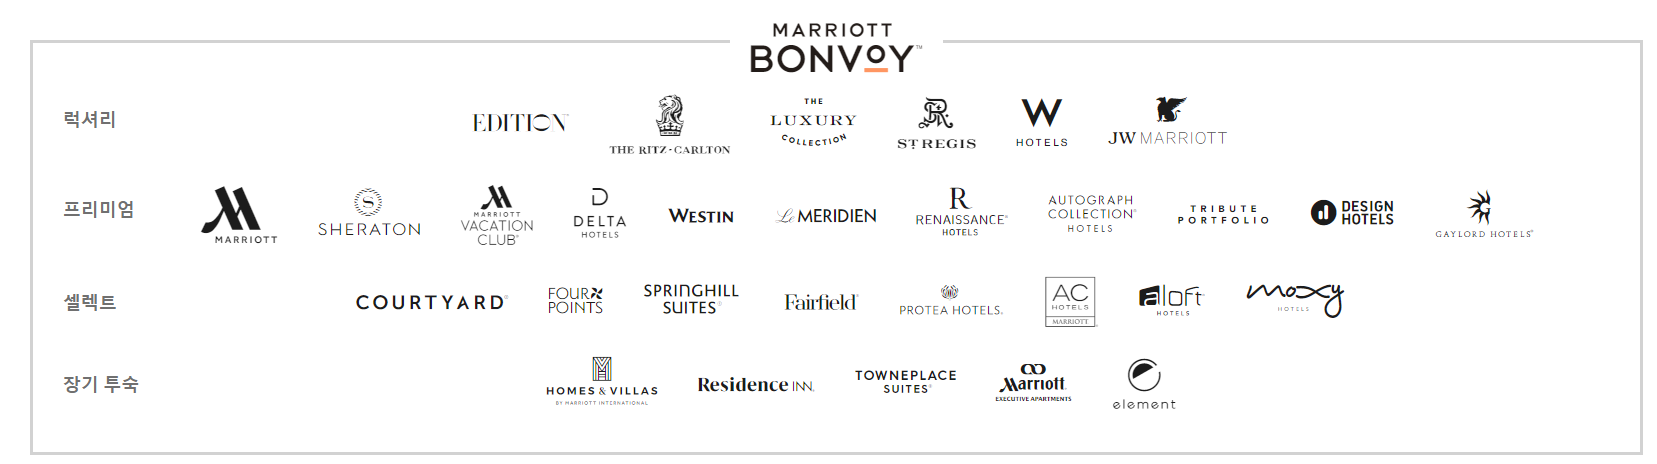 MARRIOTT
BONVOY™
럭셔리
EDITION
THE RITZ-CARLTON
THE
LUXURY
COLLECTION
ST REGIS
W
HOTELS
JW MARRIOTT
프리미엄
MARRIOTT
S
SHERATON
MARRIOTT
VACATION
CLUB®
D
DELTA
HOTELS
WESTIN
Le MERIDIEN
R
RENAISSANCE®
HOTELS
AUTOGRAPH
COLLECTION®
HOTELS
TRIBUTE
PORTFOLIO
DESIGN
HOTELS
G
GAYLORD HOTELS®
셀렉트
COURTYARD®
FOUR
POINTS
SPRINGHILL
SUITES®
Fairfield®
PROTEA HOTELS.
AC
HOTELS
MARRIOTT
aloft
HOTELS
moxy
HOTELS
장기 투숙
HOMES & VILLAS
BY MARRIOTT INTERNATIONAL
Residence INN.
TOWNEPLACE
SUITES®
Marriott
EXECUTIVE APARTMENTS
element